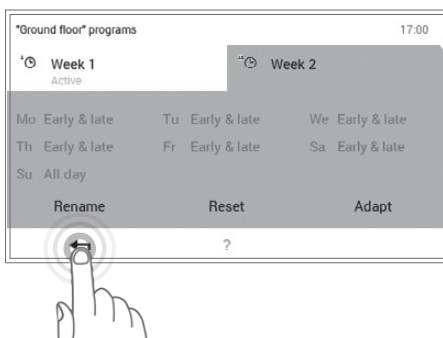 "Ground floor" programs 17:00
Week 1 Week 2
Active
Mo Early & late Tu Early & late We Early & late
Th Early & late Fr Early & late Sa Early & late
Su All day
Rename Reset Adapt
?